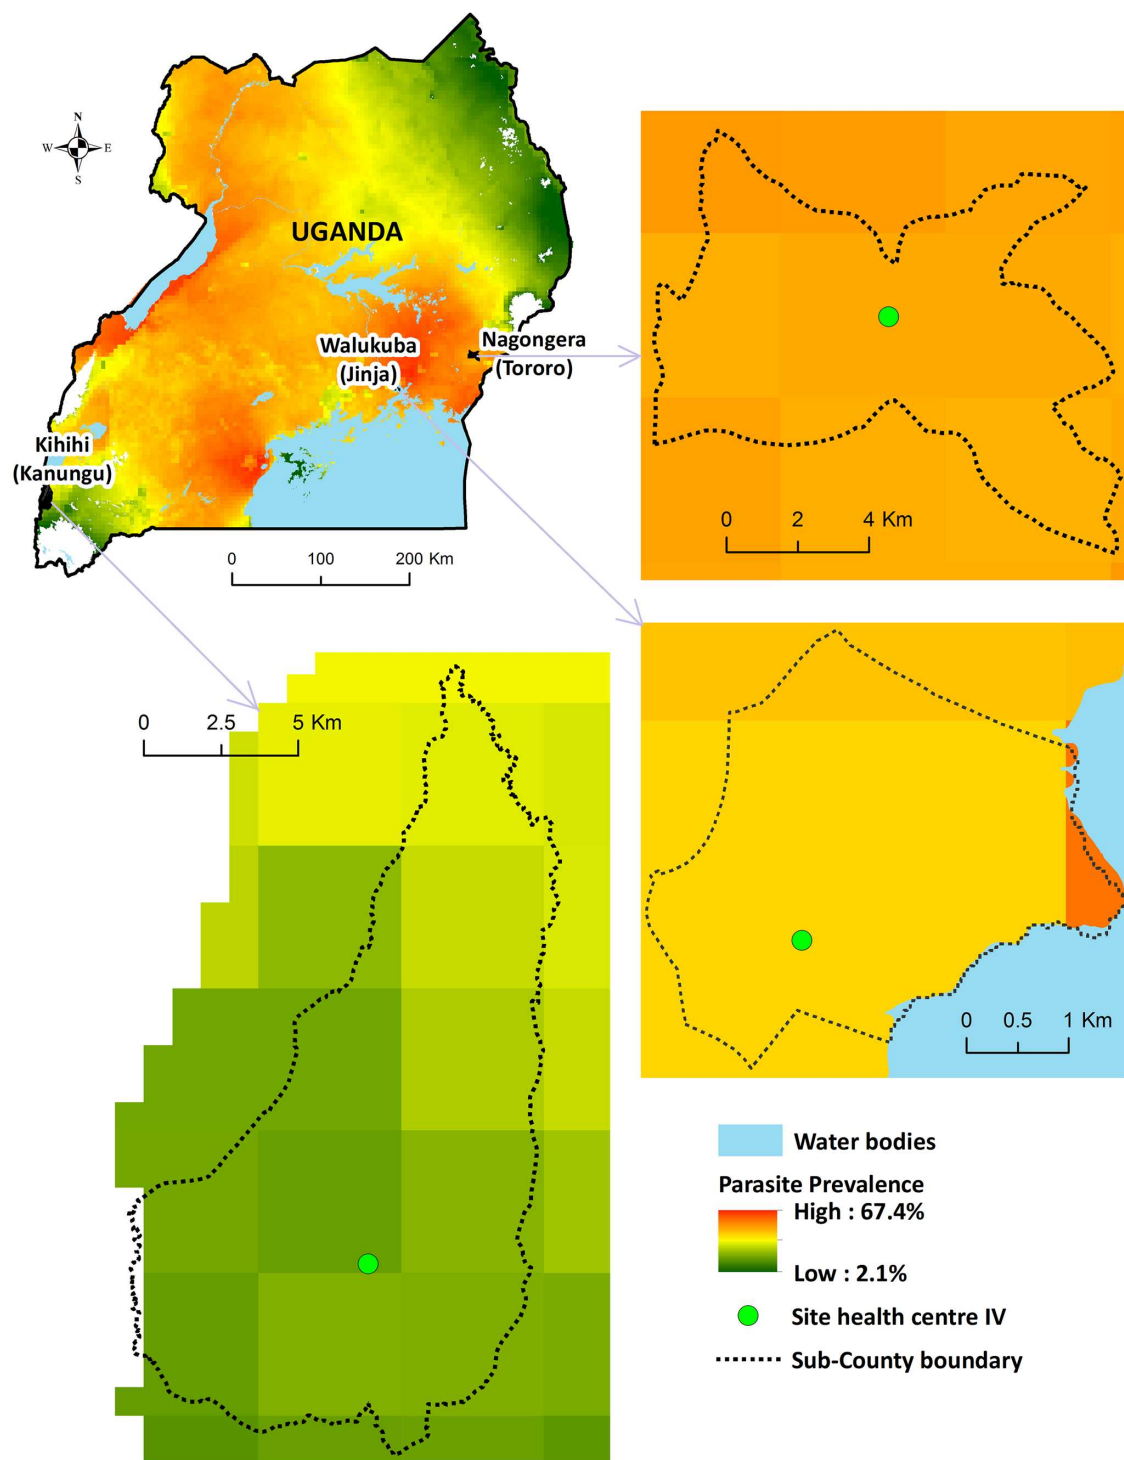 N
W
E
S
UGANDA
Walukuba
(Jinja)
Nagongera
(Tororo)
Kihihi
(Kanungu)
0
100
200 Km
0
2
4 Km
0
2.5
5 Km
0
0.5
1 Km
Water bodies
Parasite Prevalence
High : 67.4%
Low : 2.1%
Site health centre IV
Sub-County boundary